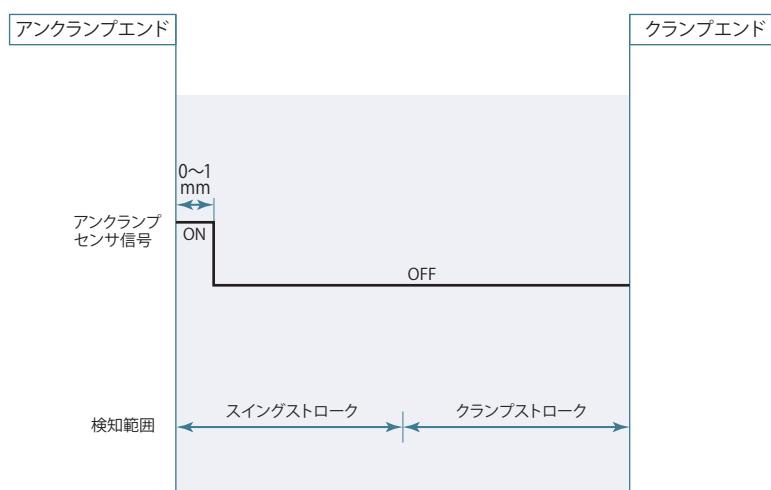 アンクランプエンド
クランプエンド
0～1
mm
アンクランプ
センサ信号
ON
OFF
検知範囲
スイングストローク
クランプストローク